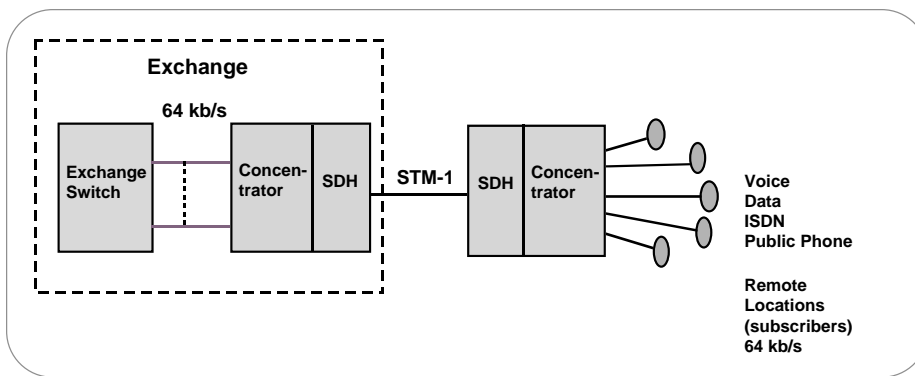 Exchange
64 kb/s
Exchange
Switch
Concen-
trator
SDH
STM-1
SDH
Concen-
trator
Voice
Data
ISDN
Public Phone
Remote
Locations
(subscribers)
64 kb/s